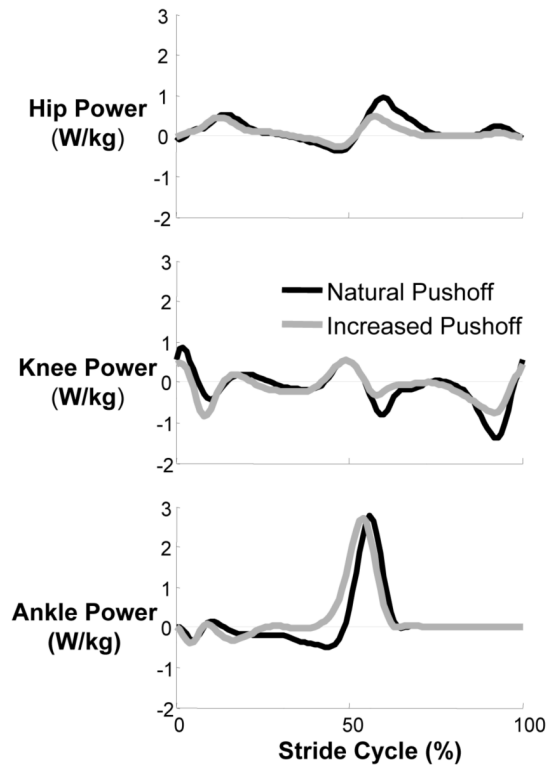 3
2
Hip Power
(W/kg)
1
0
-1
-2
3
2
Natural Pushoff
Increased Pushoff
1
Knee Power
(W/kg)
0
-1
-2
3
2
1
Ankle Power
(W/kg)
0
-1
-2
0 50 100
Stride Cycle (%)